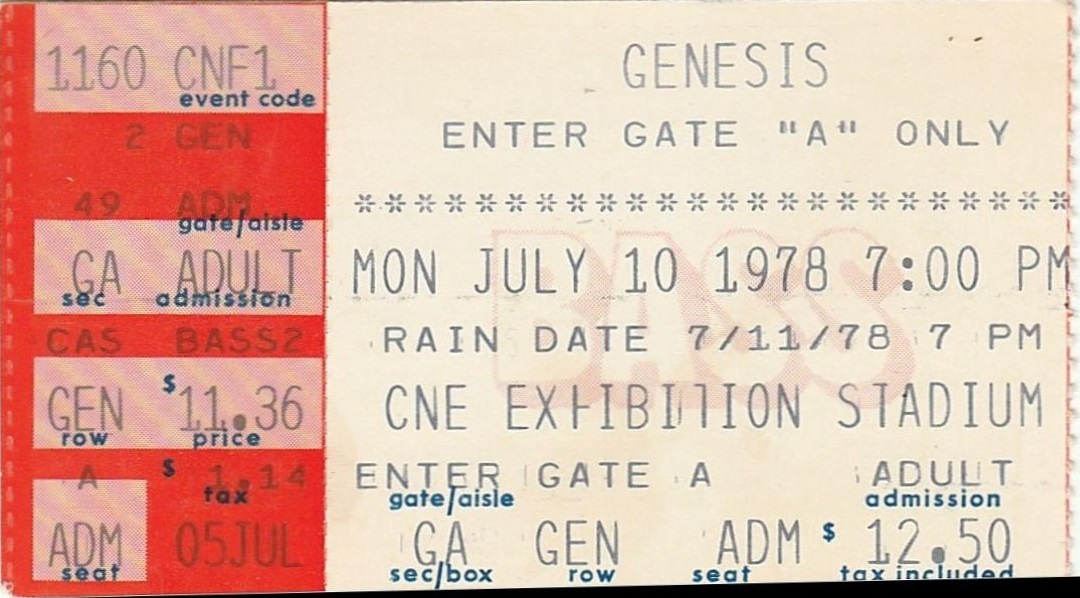 1160 CNF1
event code
2 GEN
49 ADM
gate/aisle
GA ADULT
sec admission
CAS BASS2
GEN $11.36
row price
A $1.14
tax
ADM 05JUL
seat
GENESIS
ENTER GATE "A" ONLY
************************
MON JULY 10 1978 7:00 PM
BASS
RAIN DATE 7/11/78 7 PM
CNE EXHIBITION STADIUM
ENTER GATE A ADULT
gate/aisle admission
GA GEN ADM $12.50
sec/box row seat tax included